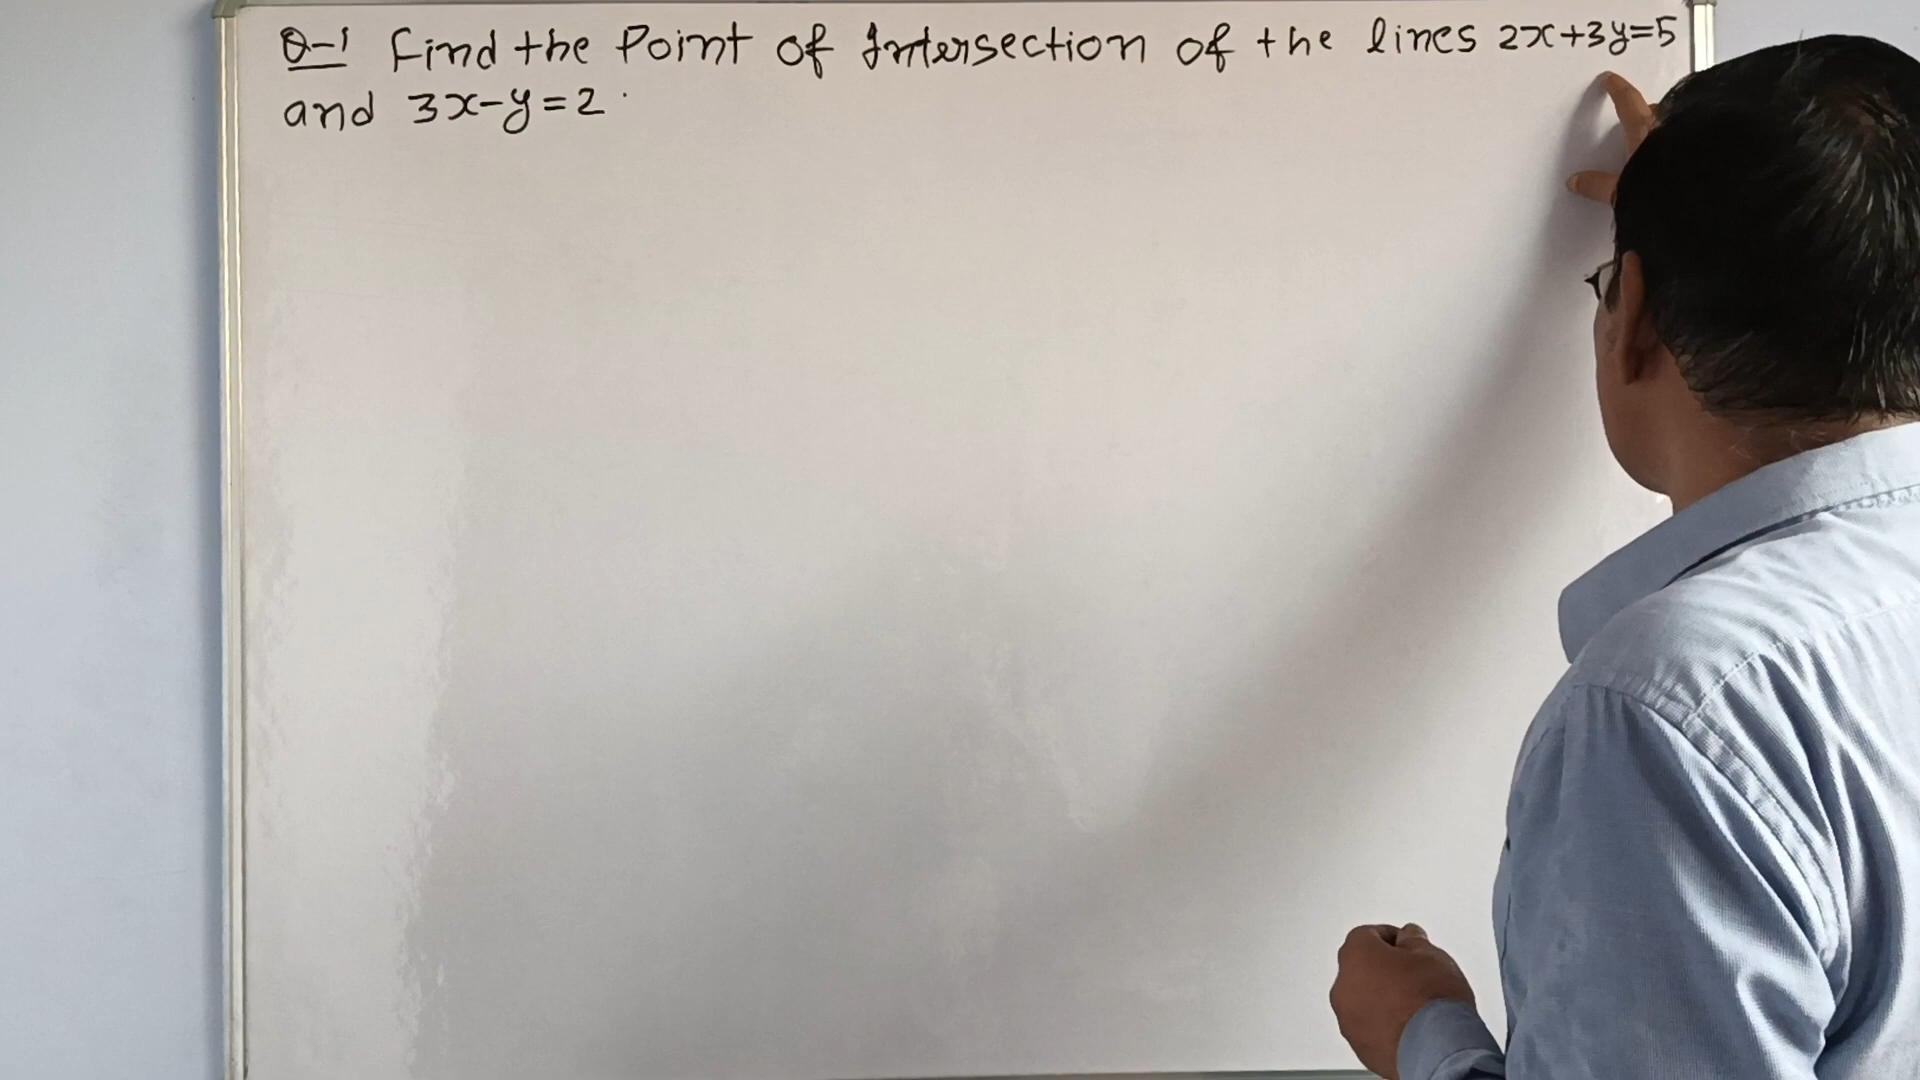 Q-1 Find the Point of Intersection of the lines 2x+3y=5
and 3x-y=2.